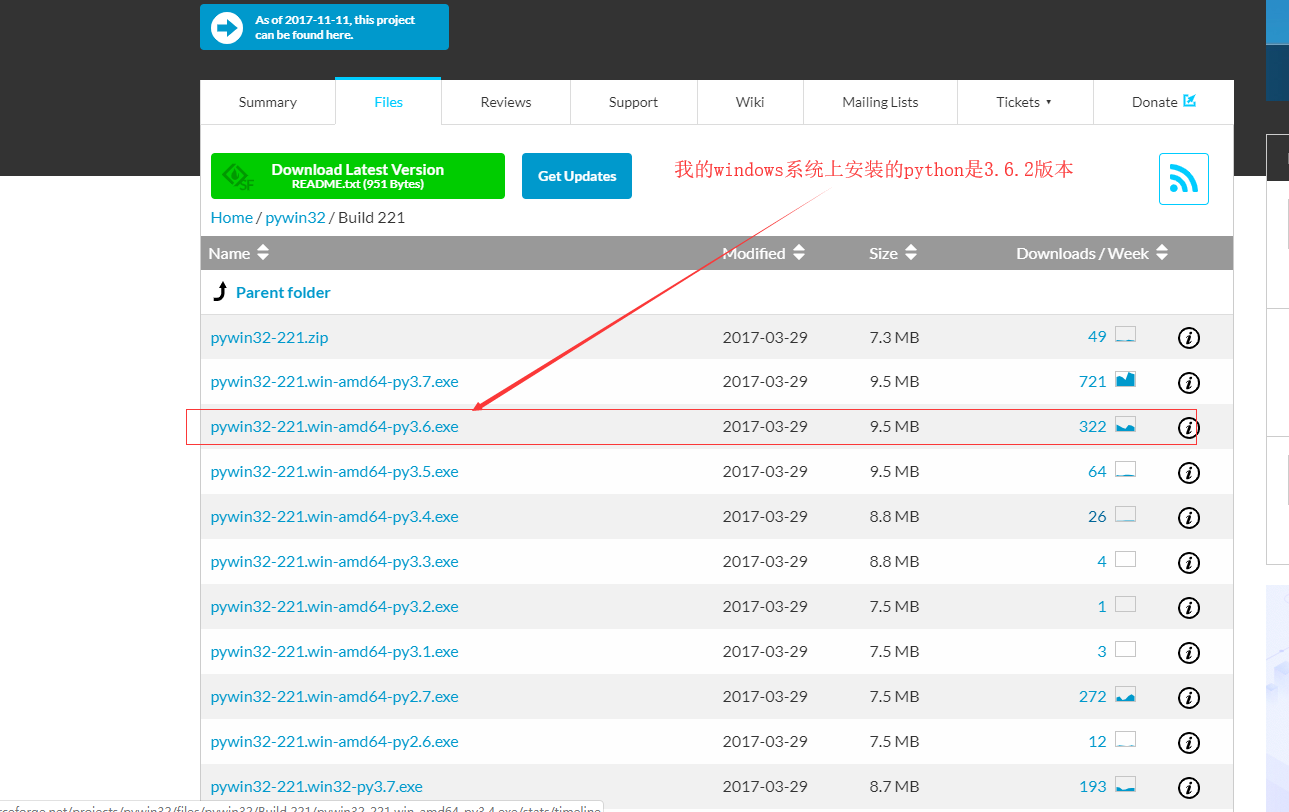 As of 2017-11-11, this project
can be found here.
Summary
Files
Reviews
Support
Wiki
Mailing Lists
Tickets
Donate
Download Latest Version
README.txt (951 Bytes)
Get Updates
我的windows系统上安装的python是3.6.2版本
Home / pywin32 / Build 221
Name Modified Size Downloads / Week
Parent folder
pywin32-221.zip 2017-03-29 7.3 MB 49
pywin32-221.win-amd64-py3.7.exe 2017-03-29 9.5 MB 721
pywin32-221.win-amd64-py3.6.exe 2017-03-29 9.5 MB 322
pywin32-221.win-amd64-py3.5.exe 2017-03-29 9.5 MB 64
pywin32-221.win-amd64-py3.4.exe 2017-03-29 8.8 MB 26
pywin32-221.win-amd64-py3.3.exe 2017-03-29 8.8 MB 4
pywin32-221.win-amd64-py3.2.exe 2017-03-29 7.5 MB 1
pywin32-221.win-amd64-py3.1.exe 2017-03-29 7.5 MB 3
pywin32-221.win-amd64-py2.7.exe 2017-03-29 7.5 MB 272
pywin32-221.win-amd64-py2.6.exe 2017-03-29 7.5 MB 12
pywin32-221.win32-py3.7.exe 2017-03-29 8.7 MB 193
ceforge.net/projects/pywin32/files/pywin32/Build 221/pywin32-221.win-amd64-py3.4.exe/stats/timeline